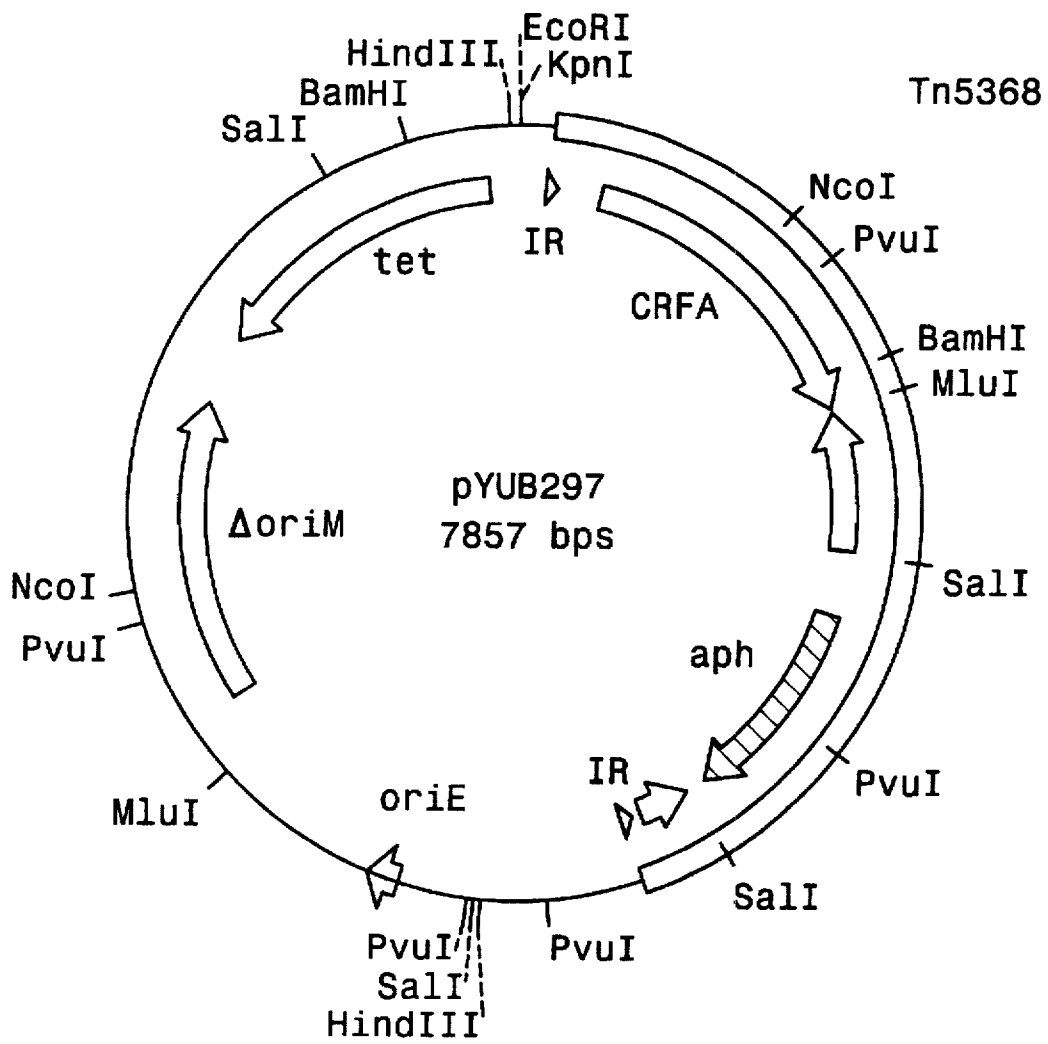 EcoRI
HindIII
KpnI
Tn5368
BamHI
SalI
NcoI
IR
PvuI
tet
CRFA
BamHI
MluI
pYUB297
ΔoriM
7857 bps
NcoI
SalI
PvuI
aph
IR
PvuI
oriE
MluI
SalI
PvuI
PvuI
SalI
HindIII